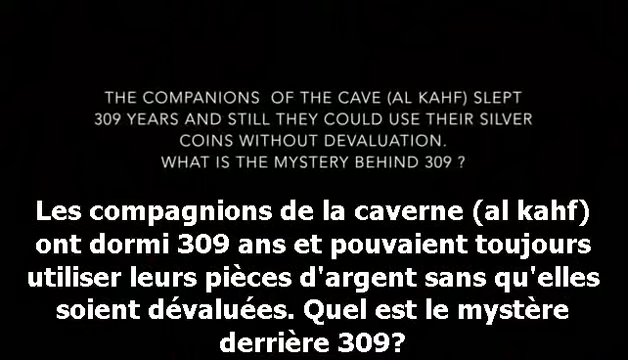 THE COMPANIONS OF THE CAVE (AL KAHF) SLEPT
309 YEARS AND STILL THEY COULD USE THEIR SILVER
COINS WITHOUT DEVALUATION.
WHAT IS THE MYSTERY BEHIND 309 ?
Les compagnions de la caverne (al kahf)
ont dormi 309 ans et pouvaient toujours
utiliser leurs pièces d'argent sans qu'elles
soient dévaluées. Quel est le mystère
derrière 309?